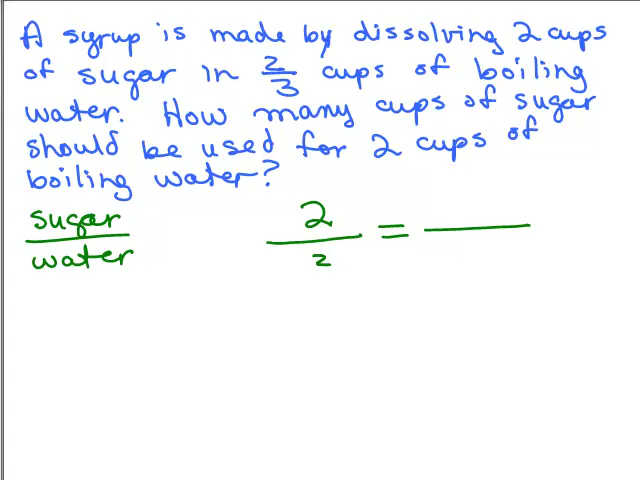 A syrup is made by dissolving 2 cups
of sugar in 2/3 cups of boiling
water. How many cups of sugar
should be used for 2 cups of
boiling water?
sugar/water 2/2 =